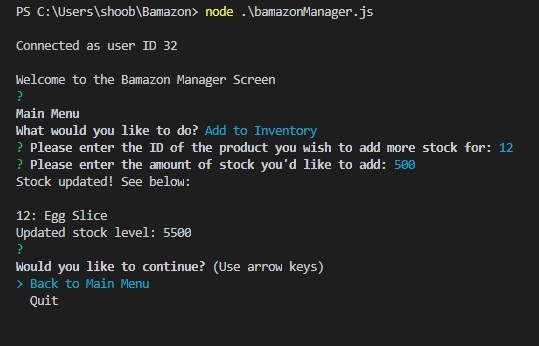 PS C:\Users\shoob\Bamazon> node .\bamazonManager.js
Connected as user ID 32
Welcome to the Bamazon Manager Screen
?
Main Menu
What would you like to do? Add to Inventory
? Please enter the ID of the product you wish to add more stock for: 12
? Please enter the amount of stock you'd like to add: 500
Stock updated! See below:
12: Egg Slice
Updated stock level: 5500
?
Would you like to continue? (Use arrow keys)
> Back to Main Menu
Quit